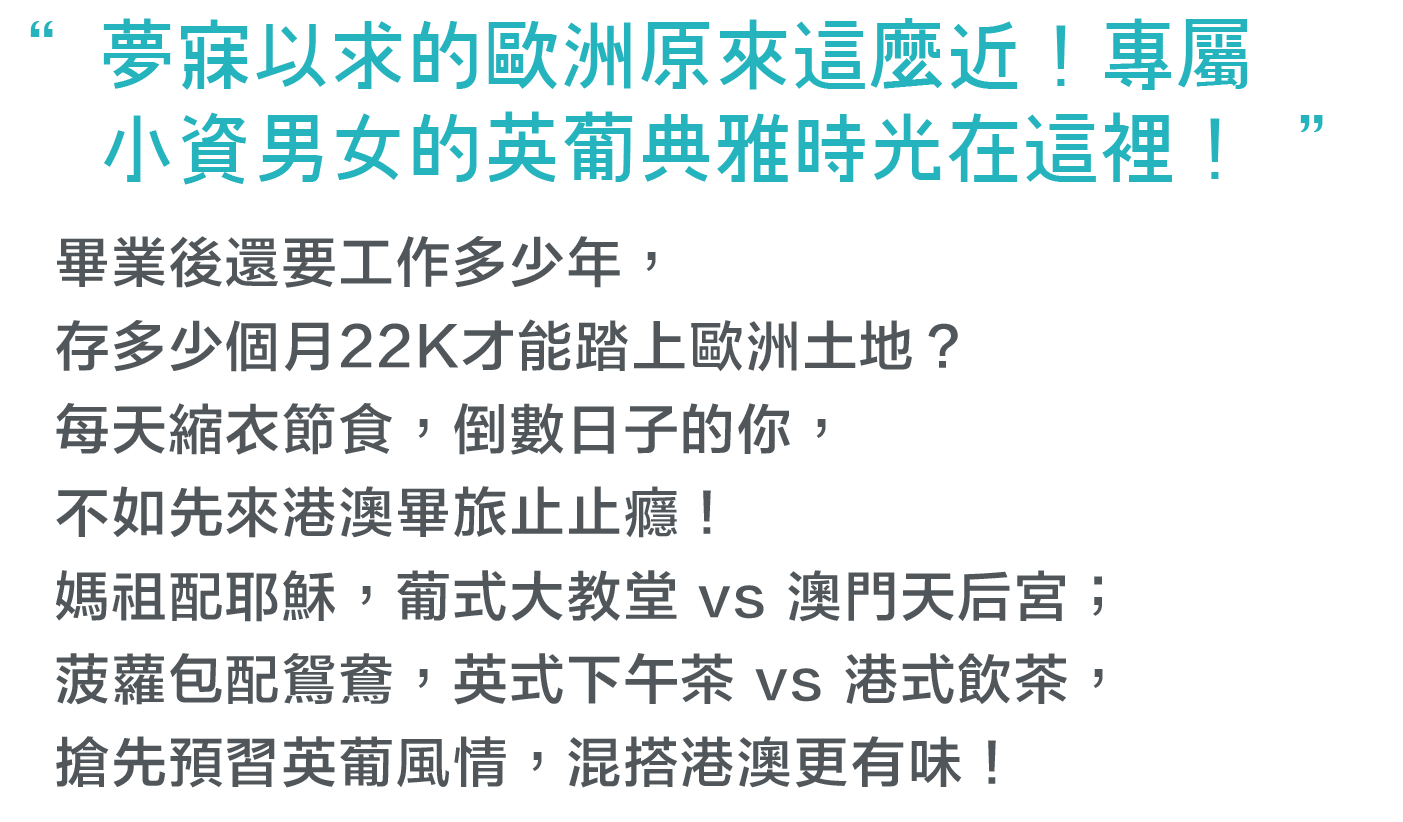 “ 夢寐以求的歐洲原來這麼近！專屬
小資男女的英葡典雅時光在這裡！ ”
畢業後還要工作多少年，
存多少個月22K才能踏上歐洲土地？
每天縮衣節食，倒數日子的你，
不如先來港澳畢旅止止癮！
媽祖配耶穌，葡式大教堂 vs 澳門天后宮；
菠蘿包配鴛鴦，英式下午茶 vs 港式飲茶，
搶先預習英葡風情，混搭港澳更有味！